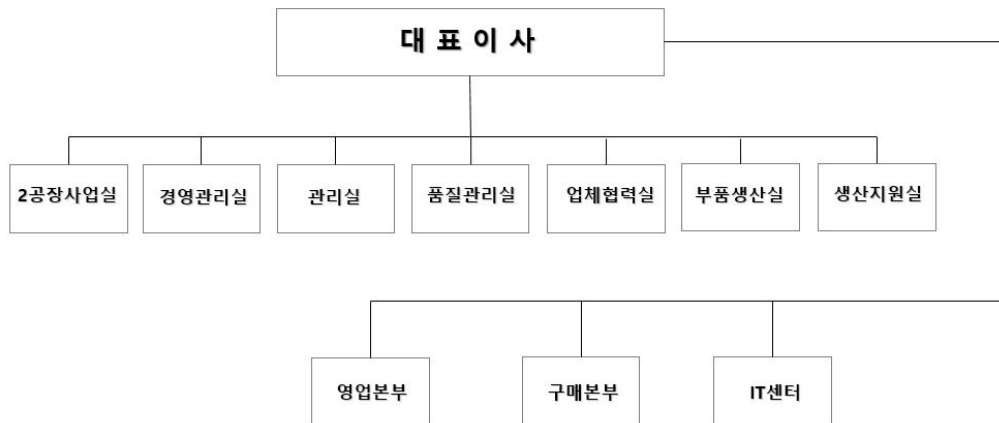 대 표 이 사
2공장사업실
경영관리실
관리실
품질관리실
업체협력실
부품생산실
생산지원실
영업본부
구매본부
IT센터